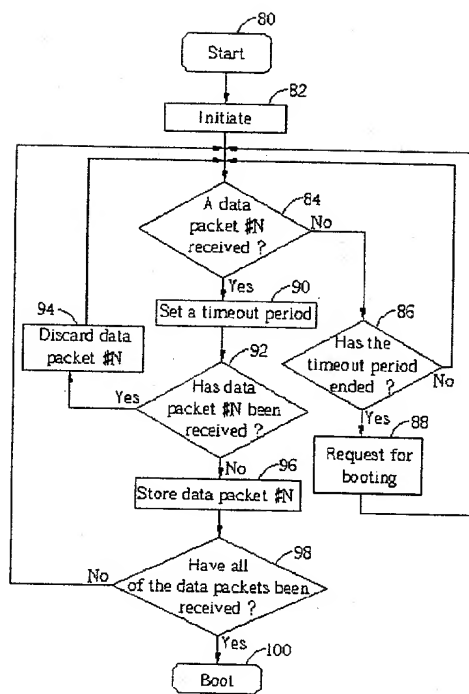 80
Start
82
Initiate
84
A data
packet #N
received ?
No
Yes
90
Set a timeout period
94
Discard data
packet #N
86
Has the
timeout period
ended ?
No
92
Has data
packet #N been
received ?
Yes
Yes
88
Request for
booting
No
96
Store data packet #N
98
Have all
of the data packets been
received ?
No
Yes
100
Boot